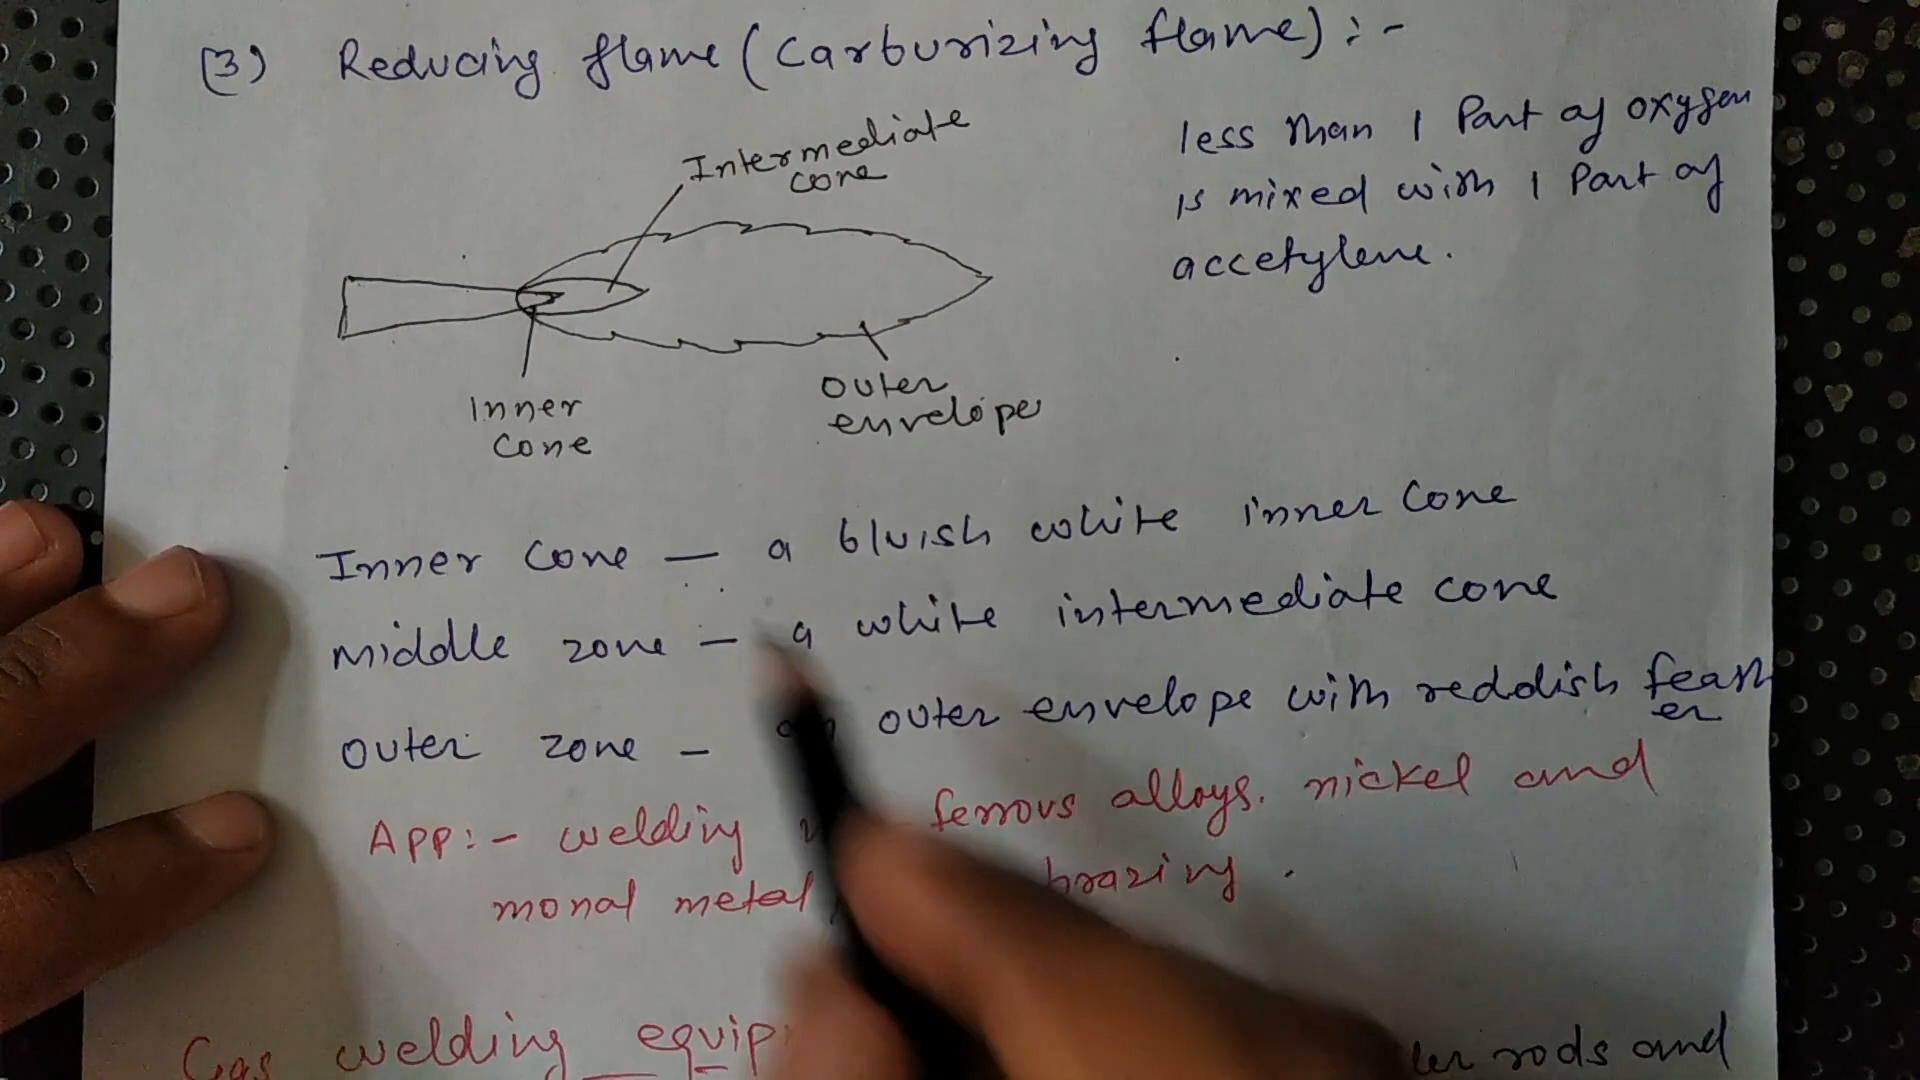 (3) Reducing flame (Carburizing flame) :-
Intermediate
cone
less than 1 Part of oxygen
is mixed with 1 Part of
accetylene.
Inner
Cone
outer
envelope
Inner Cone — a bluish white inner Cone
middle zone - a white intermediate cone
outer zone - outer envelope with reddish feath
er
App:- welding ferrous alloys. nickel and
monal metal brazing.
Gas welding equip
rods and